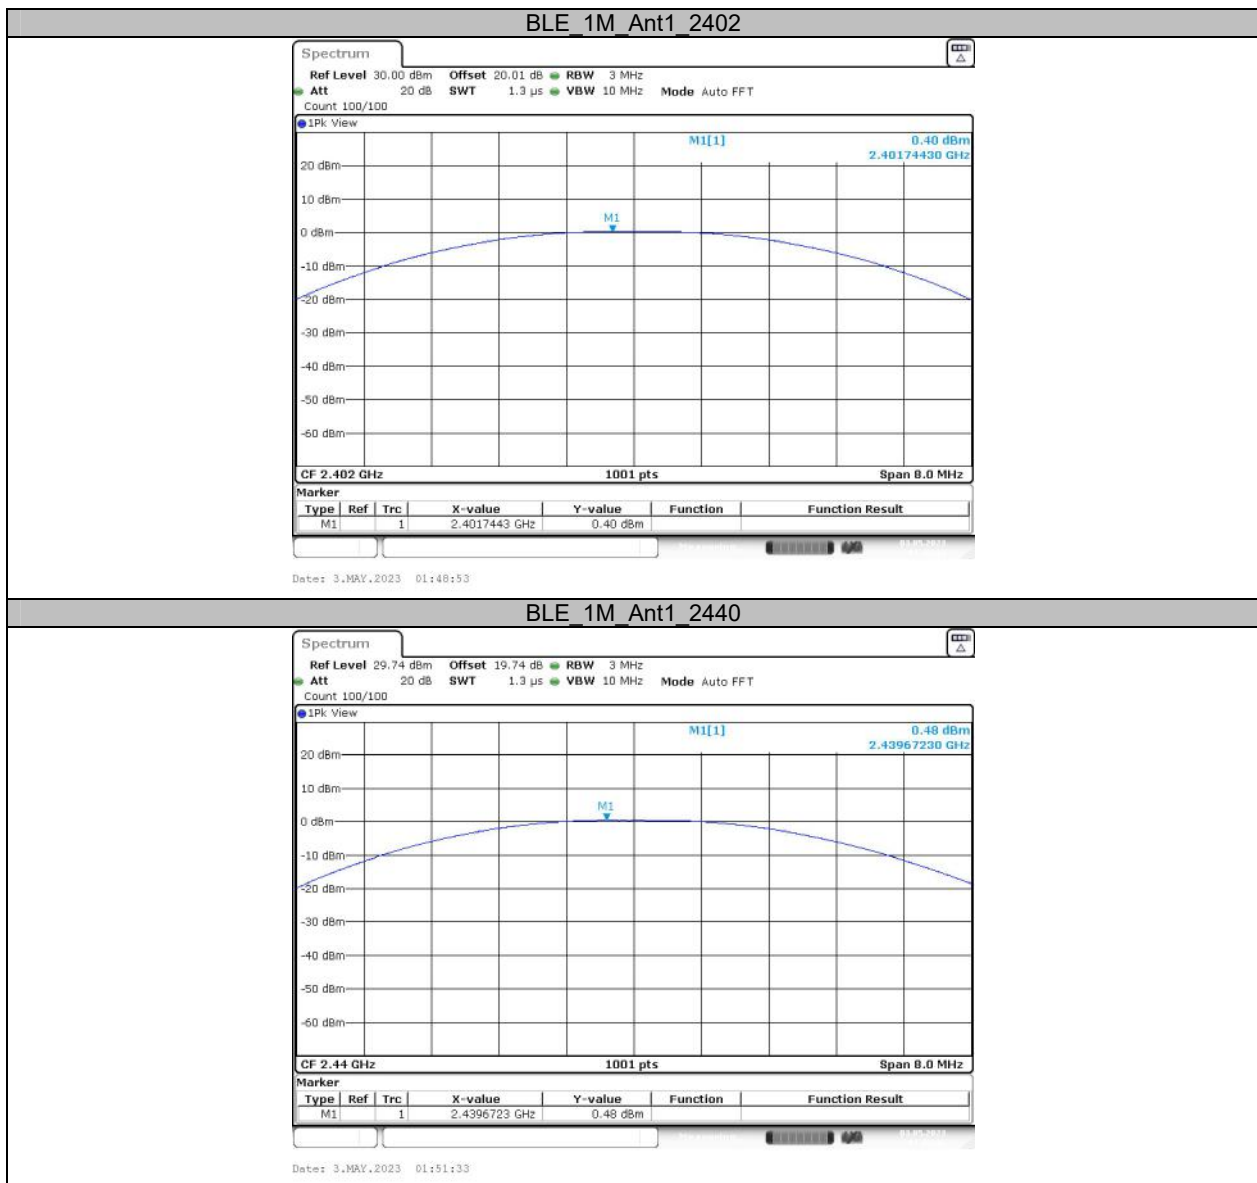 BLE_1M_Ant1_2402
Spectrum
Ref Level 30.00 dBm Offset 20.01 dB RBW 3 MHz
Att 20 dB SWT 1.3 µs VBW 10 MHz Mode Auto FFT
Count 100/100
1Pk View
M1[1] 0.40 dBm
2.40174430 GHz
20 dBm
10 dBm
M1
0 dBm
-10 dBm
-20 dBm
-30 dBm
-40 dBm
-50 dBm
-60 dBm
CF 2.402 GHz 1001 pts Span 8.0 MHz
Marker
Type Ref Trc X-value Y-value Function Function Result
M1 1 2.4017443 GHz 0.40 dBm
Date: 3.MAY.2023 01:48:53
BLE_1M_Ant1_2440
Spectrum
Ref Level 29.74 dBm Offset 19.74 dB RBW 3 MHz
Att 20 dB SWT 1.3 µs VBW 10 MHz Mode Auto FFT
Count 100/100
1Pk View
M1[1] 0.48 dBm
2.43967230 GHz
20 dBm
10 dBm
M1
0 dBm
-10 dBm
-20 dBm
-30 dBm
-40 dBm
-50 dBm
-60 dBm
CF 2.44 GHz 1001 pts Span 8.0 MHz
Marker
Type Ref Trc X-value Y-value Function Function Result
M1 1 2.4396723 GHz 0.48 dBm
Date: 3.MAY.2023 01:51:33